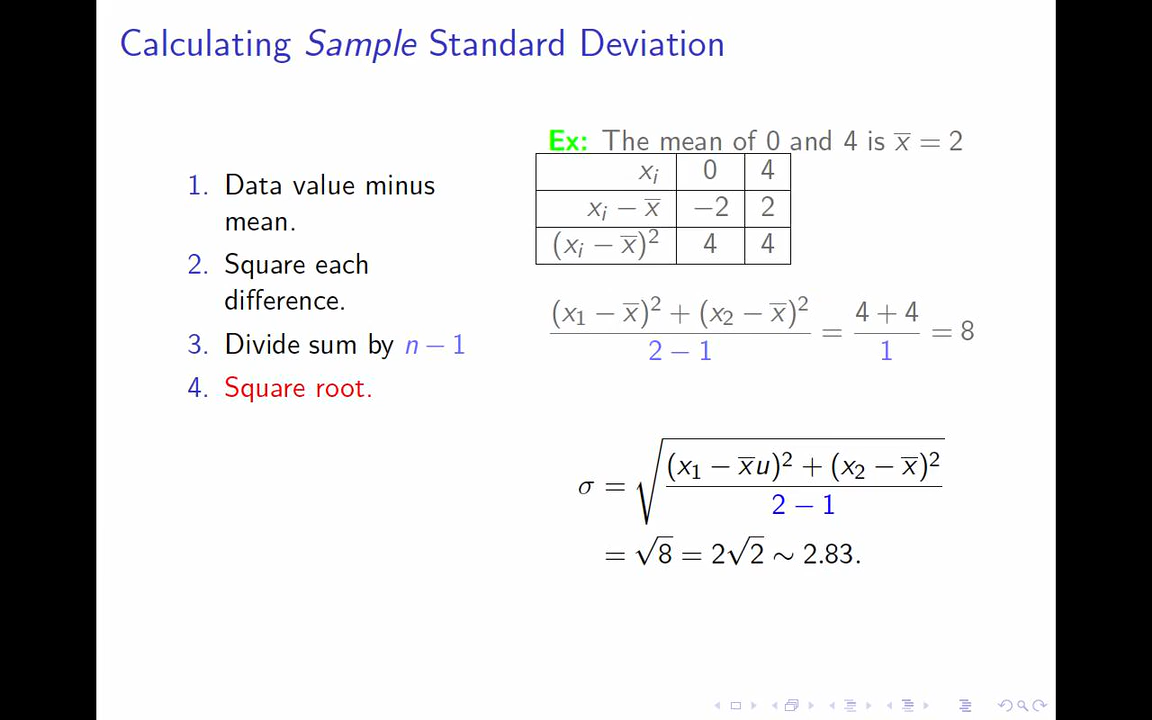 Calculating Sample Standard Deviation
1. Data value minus
mean.
2. Square each
difference.
3. Divide sum by n − 1
4. Square root.
Ex: The mean of 0 and 4 is x̅ = 2
xᵢ 0 4
xᵢ − x̅ −2 2
(xᵢ − x̅)² 4 4
(x₁ − x̅)² + (x₂ − x̅)² / 2 − 1 = 4 + 4 / 1 = 8
σ = √((x₁ − x̅u)² + (x₂ − x̅)² / 2 − 1)
= √8 = 2√2 ∼ 2.83.